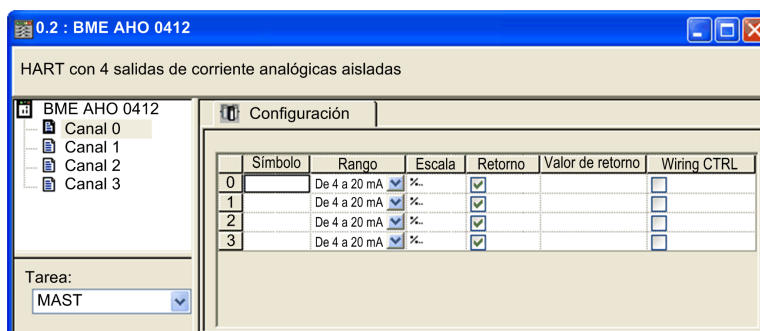 0.2 : BME AHO 0412
HART con 4 salidas de corriente analógicas aisladas
BME AHO 0412
Canal 0
Canal 1
Canal 2
Canal 3
Tarea:
MAST
Configuración
Símbolo Rango Escala Retorno Valor de retorno Wiring CTRL
0 De 4 a 20 mA %..
1 De 4 a 20 mA %..
2 De 4 a 20 mA %..
3 De 4 a 20 mA %..